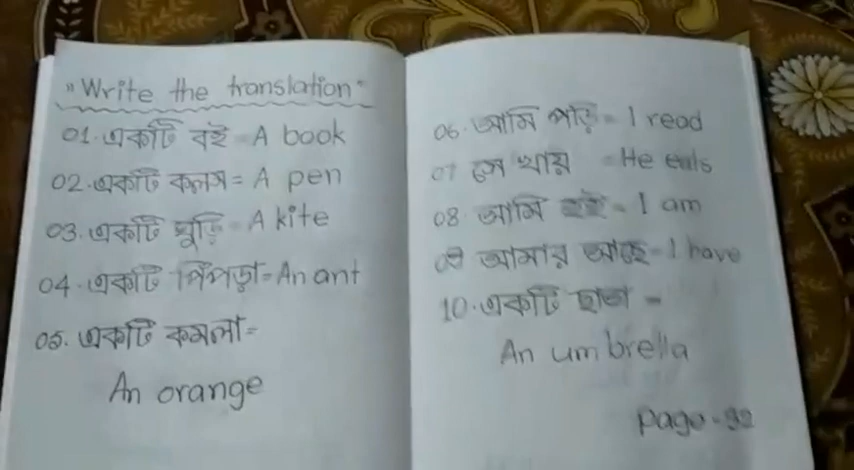 "Write the translation"
01. একটি বই = A book
02. একটি কলম = A pen
03. একটি ঘুড়ি = A kite
04. একটি পিঁপড়া = An ant
05. একটি কমলা =
An orange
06. আমি পড়ি = I read
07 সে খায় = He eats
08. আমি হই = I am
09 আমার আছে = I have
10. একটি ছাতা =
An umbrella
page - 92